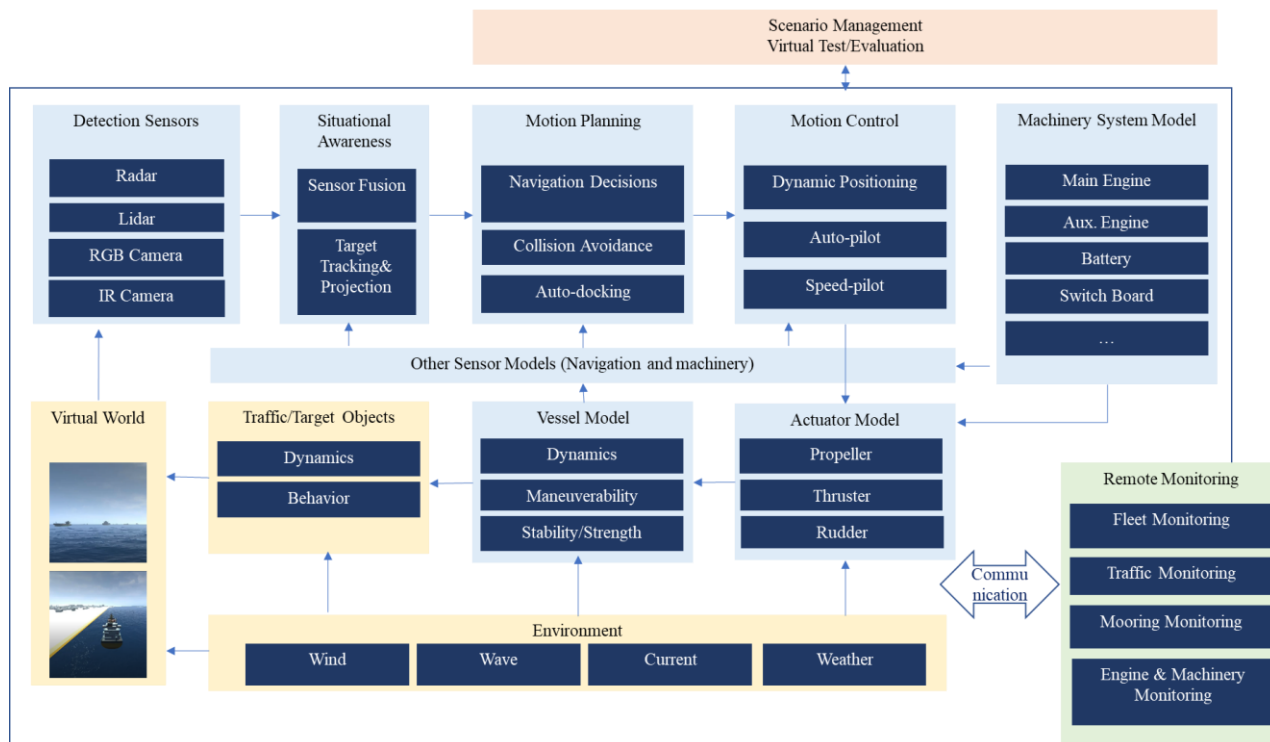 Scenario Management
Virtual Test/Evaluation
Detection Sensors
Radar
Lidar
RGB Camera
IR Camera
Situational
Awareness
Sensor Fusion
Target
Tracking&
Projection
Motion Planning
Navigation Decisions
Collision Avoidance
Auto-docking
Motion Control
Dynamic Positioning
Auto-pilot
Speed-pilot
Machinery System Model
Main Engine
Aux. Engine
Battery
Switch Board
…
Other Sensor Models (Navigation and machinery)
Virtual World
Traffic/Target Objects
Dynamics
Behavior
Vessel Model
Dynamics
Maneuverability
Stability/Strength
Actuator Model
Propeller
Thruster
Rudder
Commu
nication
Remote Monitoring
Fleet Monitoring
Traffic Monitoring
Mooring Monitoring
Engine & Machinery
Monitoring
Environment
Wind
Wave
Current
Weather